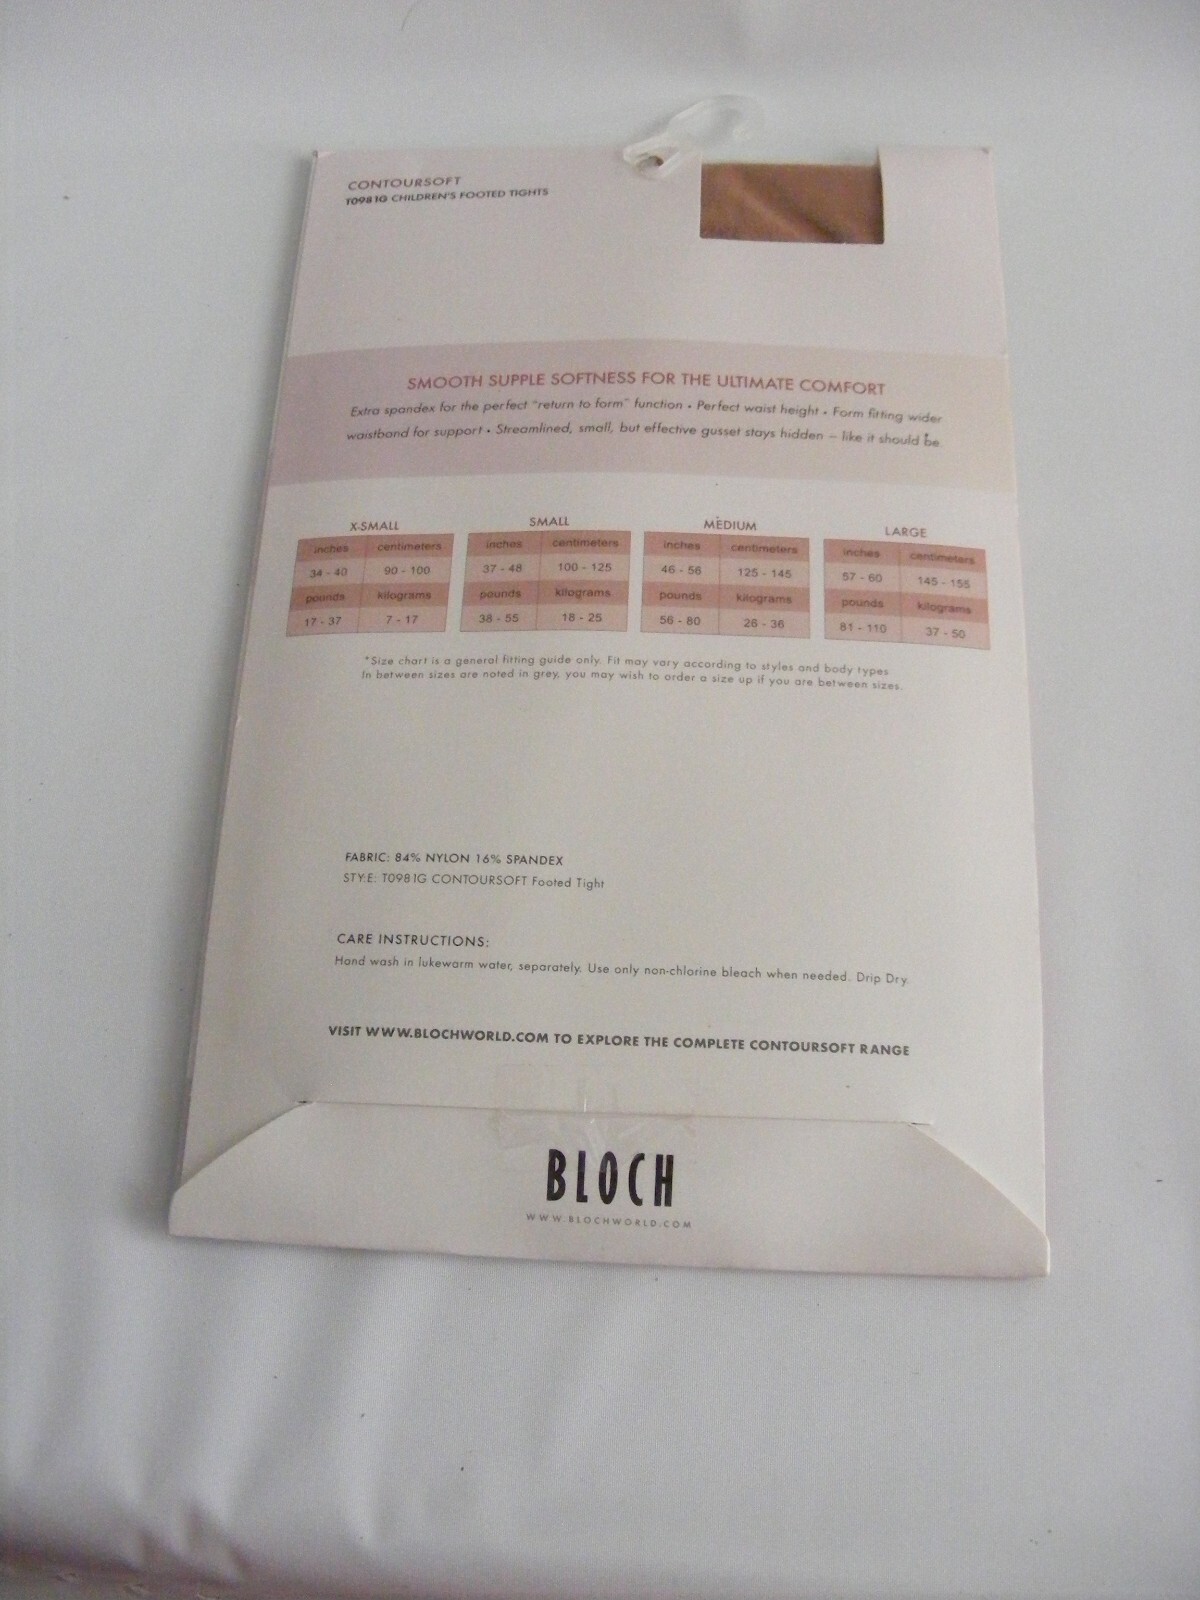 CONTOURSOFT
T0981G CHILDREN'S FOOTED TIGHTS
SMOOTH SUPPLE SOFTNESS FOR THE ULTIMATE COMFORT
Extra spandex for the perfect "return to form" function • Perfect waist height • Form fitting wider
waistband for support • Streamlined, small, but effective gusset stays hidden – like it should be.
X-SMALL
inches centimeters
34 - 40 90 - 100
pounds kilograms
17 - 37 7 - 17
SMALL
inches centimeters
37 - 48 100 - 125
pounds kilograms
38 - 55 18 - 25
MEDIUM
inches centimeters
46 - 56 125 - 145
pounds kilograms
56 - 80 26 - 36
LARGE
inches centimeters
57 - 60 145 - 155
pounds kilograms
81 - 110 37 - 50
*Size chart is a general fitting guide only. Fit may vary according to styles and body types
In between sizes are noted in grey, you may wish to order a size up if you are between sizes.
FABRIC: 84% NYLON 16% SPANDEX
STY.E: T0981G CONTOURSOFT Footed Tight
CARE INSTRUCTIONS:
Hand wash in lukewarm water, separately. Use only non-chlorine bleach when needed. Drip Dry.
VISIT WWW.BLOCHWORLD.COM TO EXPLORE THE COMPLETE CONTOURSOFT RANGE
BLOCH
WWW.BLOCHWORLD.COM